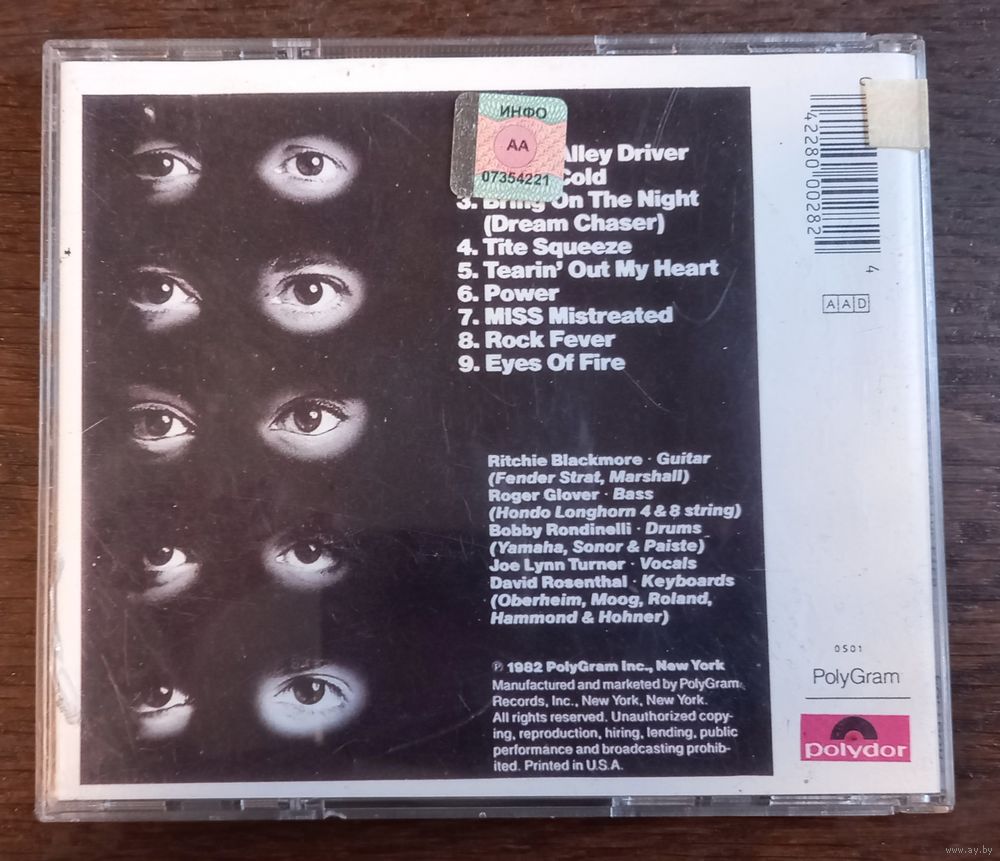 ИНФО
АА
07354221
Alley Driver
Cold
3. Bring On The Night
(Dream Chaser)
4. Tite Squeeze
5. Tearin' Out My Heart
6. Power
7. MISS Mistreated
8. Rock Fever
9. Eyes Of Fire
Ritchie Blackmore · Guitar
(Fender Strat, Marshall)
Roger Glover · Bass
(Hondo Longhorn 4 & 8 string)
Bobby Rondinelli · Drums
(Yamaha, Sonor & Paiste)
Joe Lynn Turner · Vocals
David Rosenthal · Keyboards
(Oberheim, Moog, Roland,
Hammond & Hohner)
℗ 1982 PolyGram Inc., New York
Manufactured and marketed by PolyGram
Records, Inc., New York, New York.
All rights reserved. Unauthorized copy-
ing, reproduction, hiring, lending, public
performance and broadcasting prohib-
ited. Printed in U.S.A.
42280 00282
4
AAD
0501
PolyGram
polydor
www.ay.by